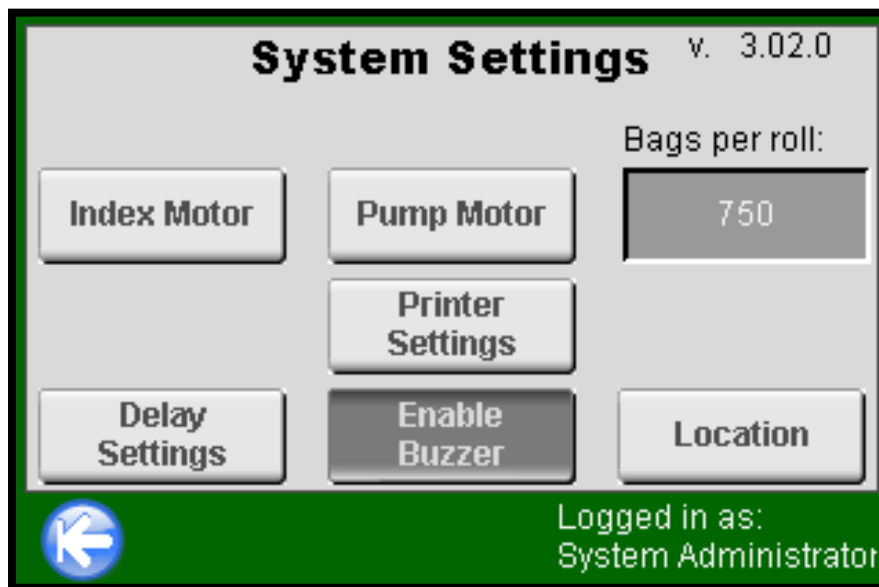 System Settings v. 3.02.0
Bags per roll:
Index Motor
Pump Motor
750
Printer
Settings
Delay
Settings
Enable
Buzzer
Location
Logged in as:
System Administrator